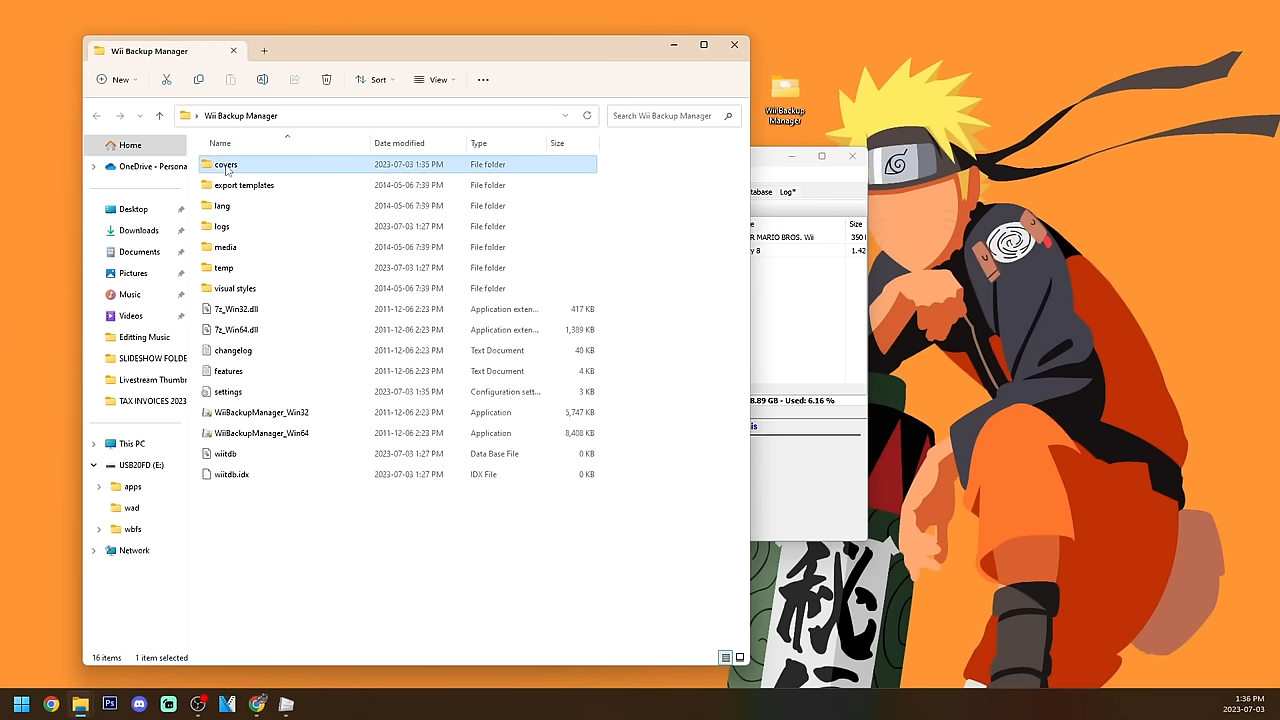 Wii Backup Manager
New
Sort
View
Wii Backup Manager
Search Wii Backup Manager
Name Date modified Type Size
Home
OneDrive - Persona
Desktop
Downloads
Documents
Pictures
Music
Videos
Editing Music
SLIDESHOW FOLDE
Livestream Thumbr
TAX INVOICES 2023
This PC
USB20FD (E:)
apps
wad
wbfs
Network
covers 2023-07-03 1:35 PM File folder
export templates 2014-05-06 7:39 PM File folder
lang 2014-05-06 7:39 PM File folder
logs 2023-07-03 1:27 PM File folder
media 2014-05-06 7:39 PM File folder
temp 2023-07-03 1:27 PM File folder
visual styles 2014-05-06 7:39 PM File folder
7z_Win32.dll 2011-12-06 2:23 PM Application exten... 417 KB
7z_Win64.dll 2011-12-06 2:23 PM Application exten... 1,389 KB
changelog 2011-12-06 2:23 PM Text Document 40 KB
features 2011-12-06 2:23 PM Text Document 4 KB
settings 2023-07-03 1:35 PM Configuration sett... 3 KB
WiiBackupManager_Win32 2011-12-06 2:23 PM Application 5,747 KB
WiiBackupManager_Win64 2011-12-06 2:23 PM Application 8,408 KB
wiitdb 2023-07-03 1:27 PM Data Base File 0 KB
wiitdb.idx 2023-07-03 1:27 PM IDX File 0 KB
16 items 1 item selected
Wii Backup
Manager
tabase Log*
e Size
R MARIO BROS. Wii 350
y 8 1.42
8.89 GB - Used: 6.16 %
is
秘
Ps
1:36 PM
2023-07-03